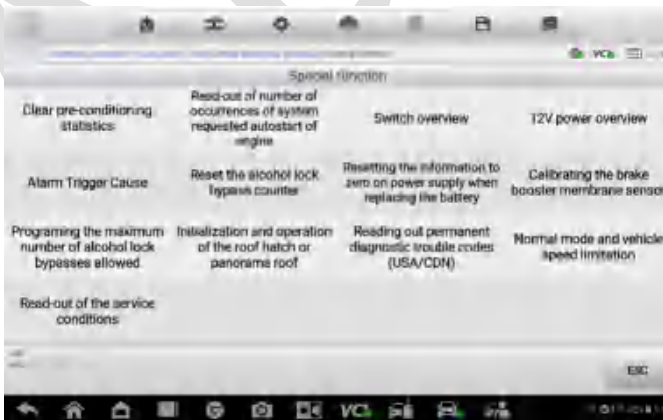 VCI
Special function
Clear pre-conditioning
statistics
Read-out of number of
occurrences of system
requested autostart of
engine
Switch overview
12V power overview
Alarm Trigger Cause
Reset the alcohol lock
bypass counter
Resetting the information to
zero on power supply when
replacing the battery
Calibrating the brake
booster membrane sensor
Programing the maximum
number of alcohol lock
bypasses allowed
Initialization and operation
of the roof hatch or
panorama roof
Reading out permanent
diagnostic trouble codes
(USA/CDN)
Normal mode and vehicle
speed limitation
Read-out of the service
conditions
ESC
VCI